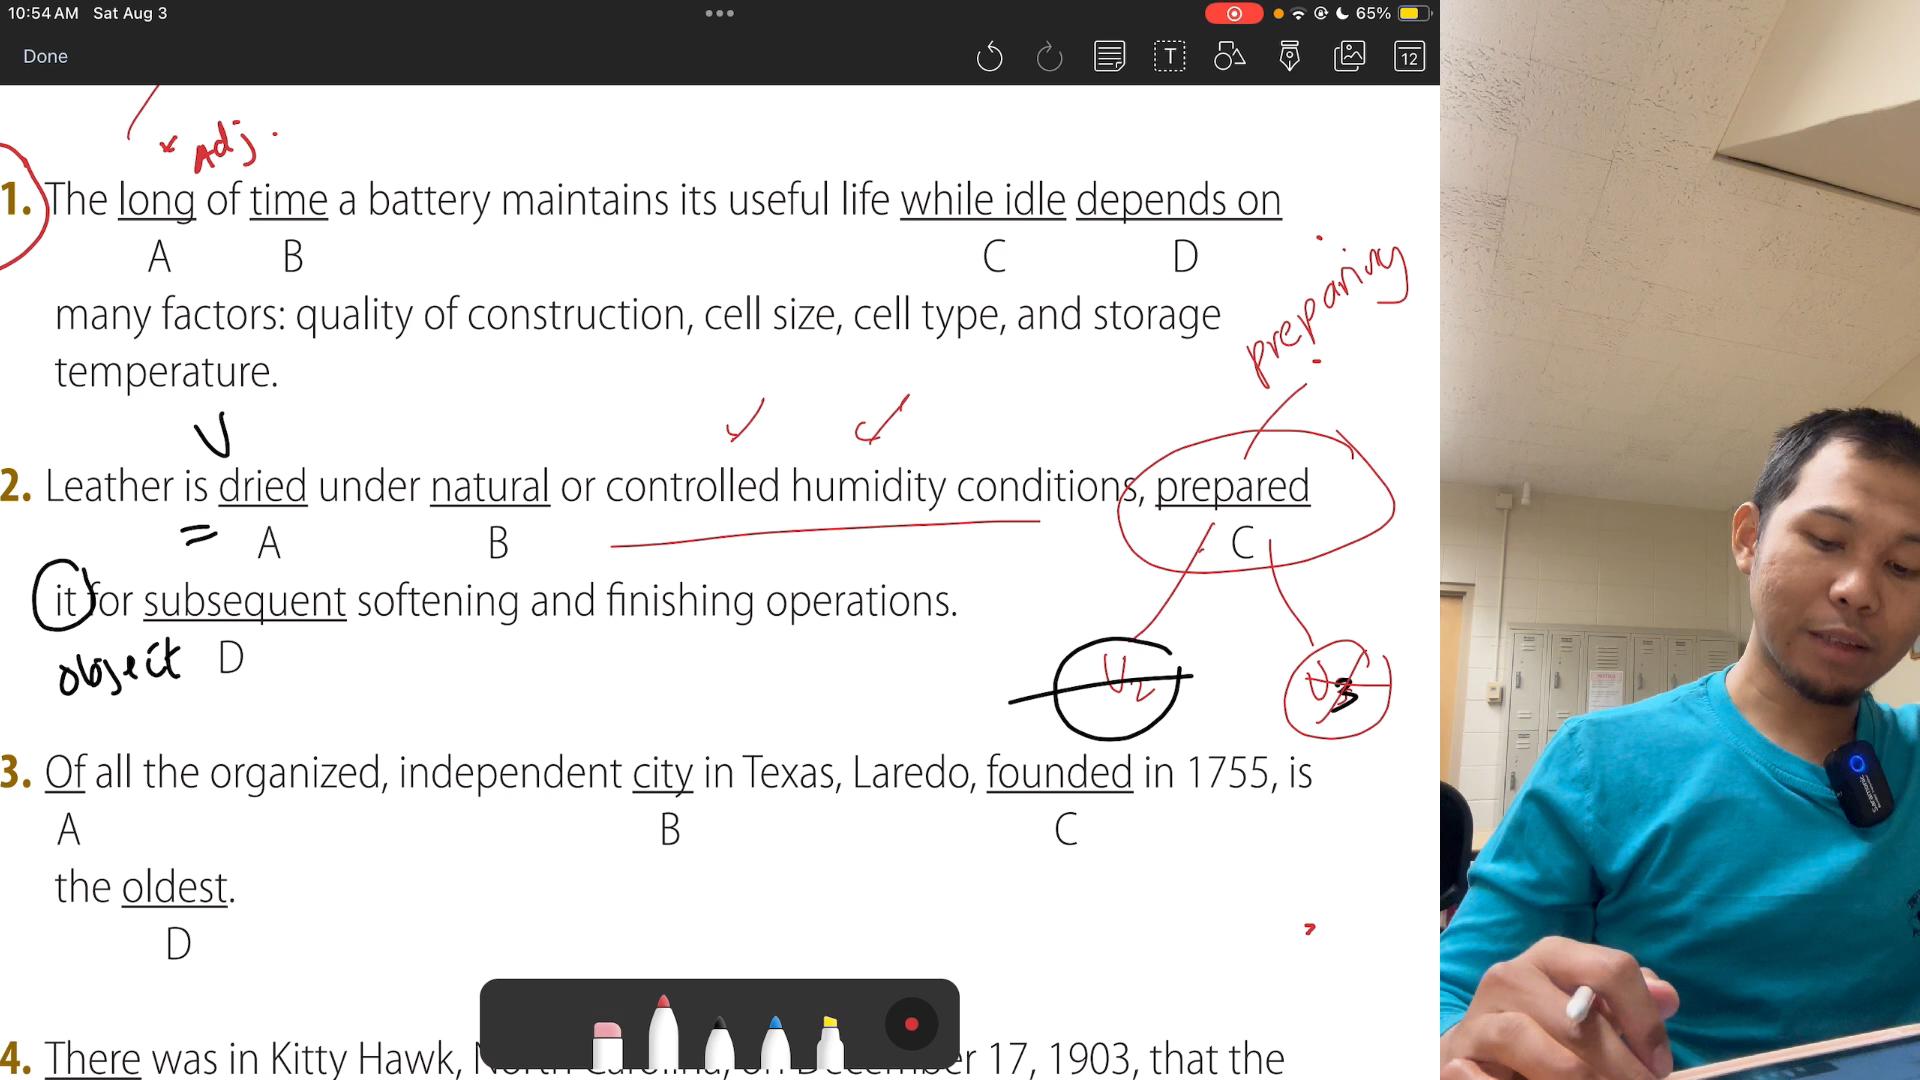 10:54 AM Sat Aug 3
65%
Done
T
12
Adj.
1. The long of time a battery maintains its useful life while idle depends on
A B C D
preparing
many factors: quality of construction, cell size, cell type, and storage
temperature.
V
2. Leather is dried under natural or controlled humidity conditions, prepared
A B C
it for subsequent softening and finishing operations.
object D
V2 V3
3. Of all the organized, independent city in Texas, Laredo, founded in 1755, is
A B C
the oldest.
D
4. There was in Kitty Hawk, 17, 1903, that the